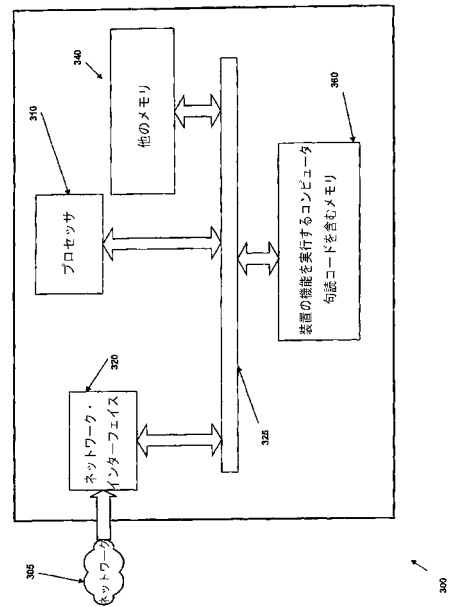 305
ネットワーク
320
ネットワーク・
インターフェイス
310
プロセッサ
340
他のメモリ
325
360
装置の機能を実行するコンピュータ
句読コードを含むメモリ
300